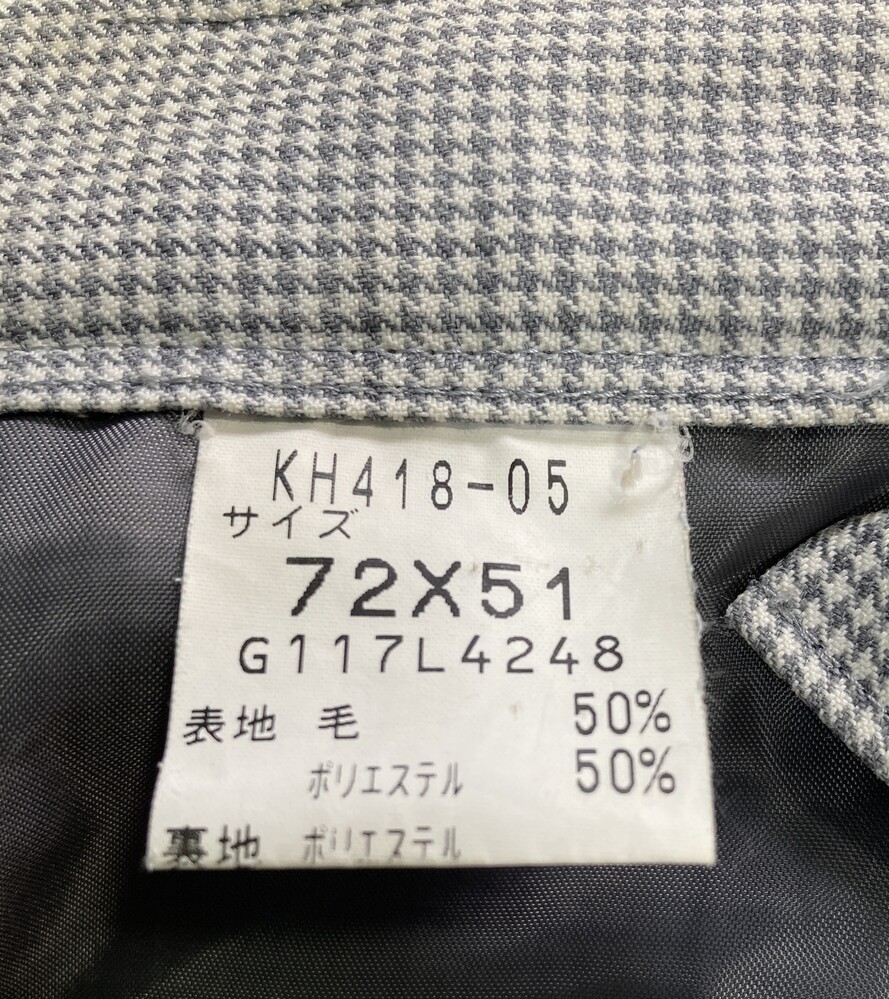 KH418-05
サイズ
72X51
G117L4248
表地 毛 50%
ポリエステル 50%
裏地 ポリエステル